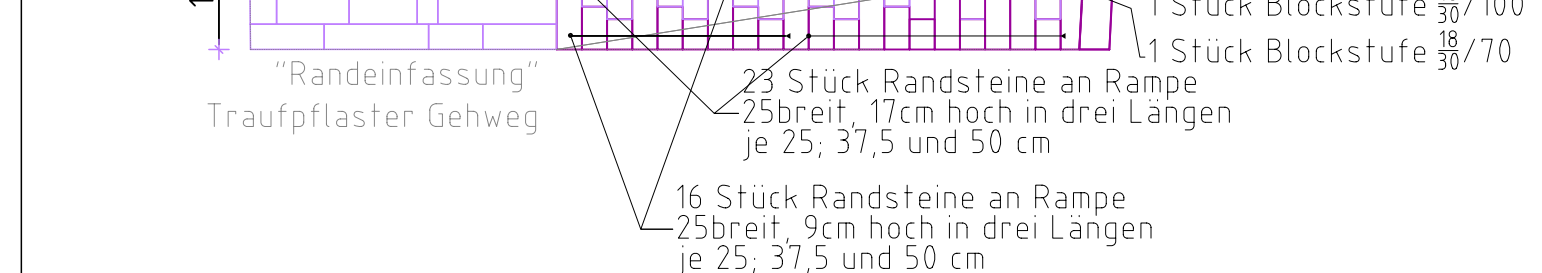 1 Stück Blockstufe /30/100
1 Stück Blockstufe 18/30/70
"Randeinfassung"
Traufpflaster Gehweg
23 Stück Randsteine an Rampe
25breit, 17cm hoch in drei Längen
je 25; 37,5 und 50 cm
16 Stück Randsteine an Rampe
25breit, 9cm hoch in drei Längen
je 25; 37,5 und 50 cm